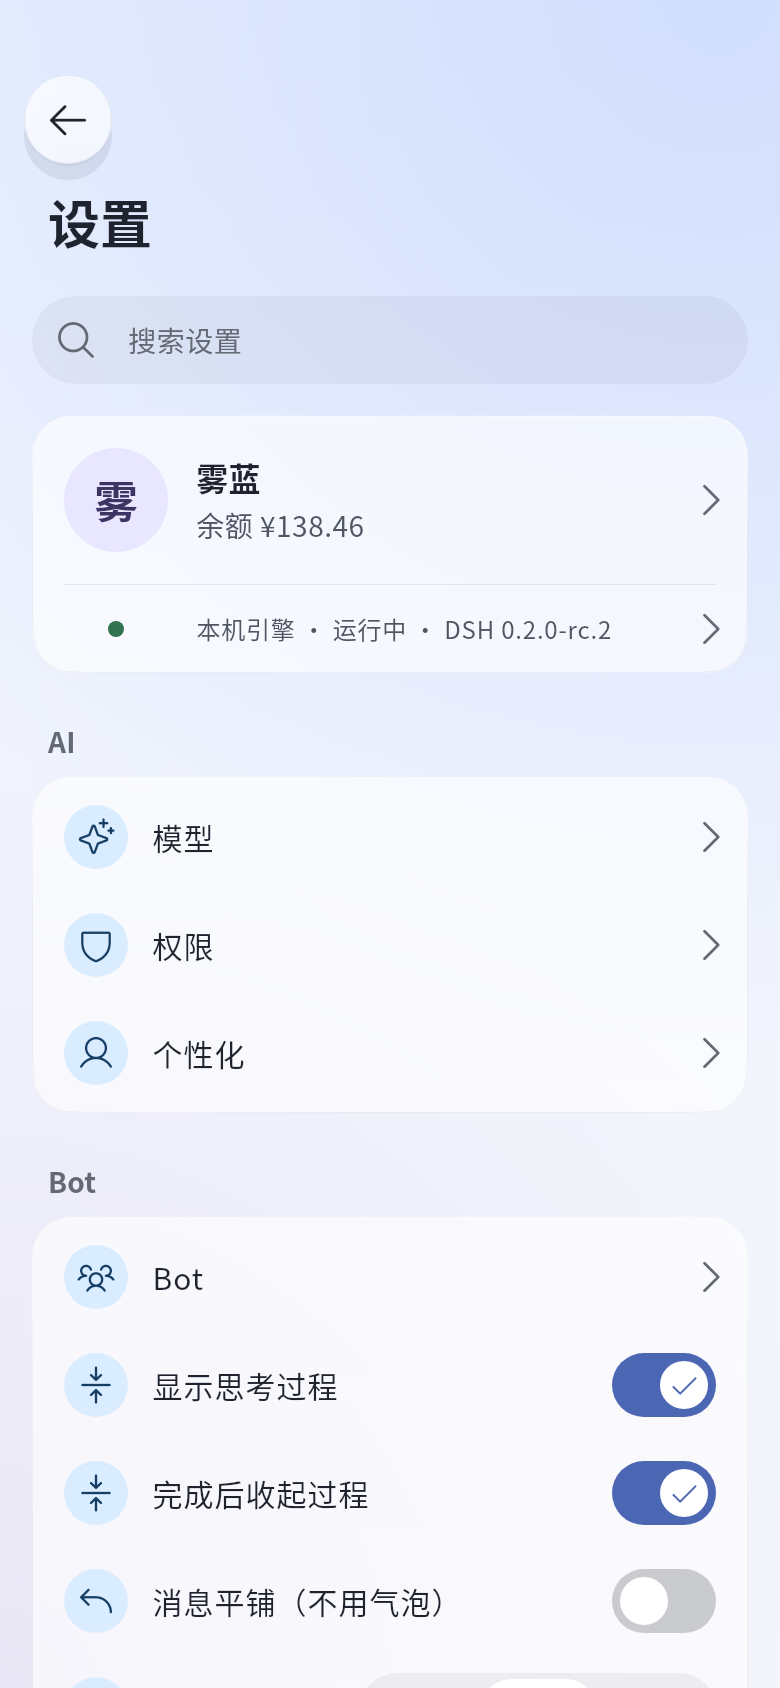 设置
搜索设置
雾
雾蓝
余额 ¥138.46
本机引擎 · 运行中 · DSH 0.2.0-rc.2
AI
模型
权限
个性化
Bot
Bot
显示思考过程
完成后收起过程
消息平铺（不用气泡）